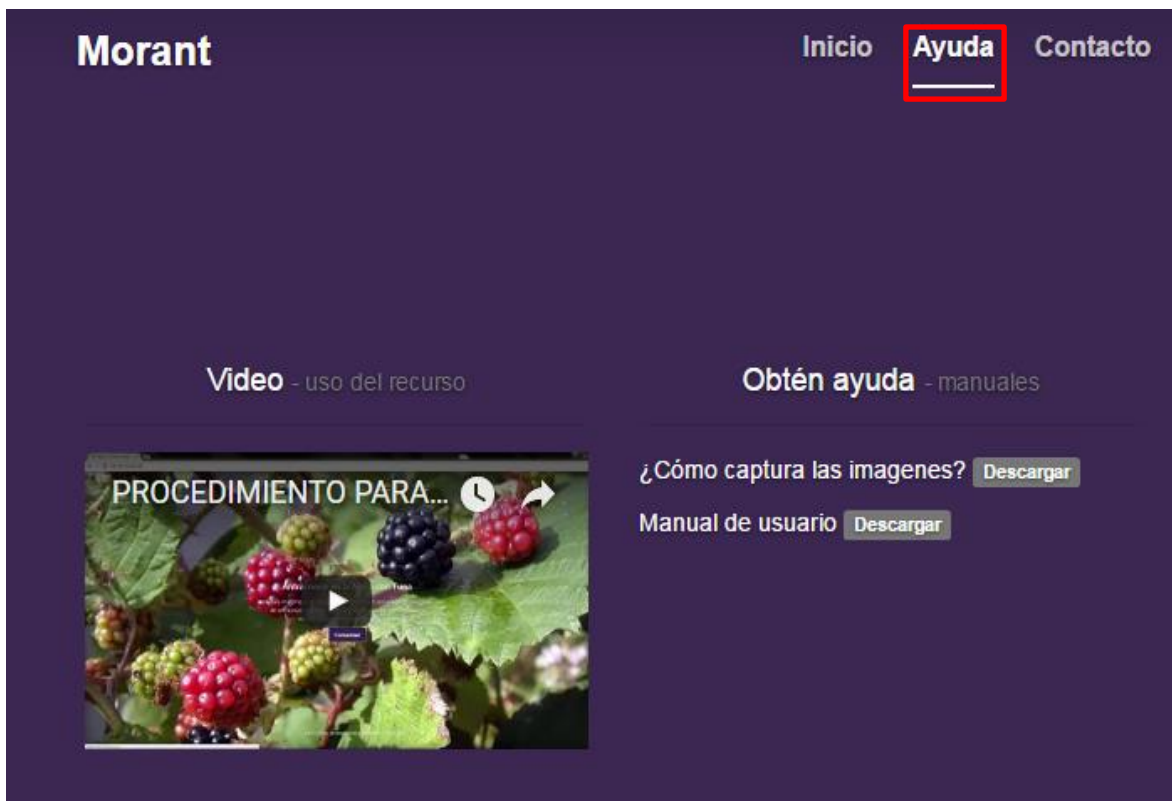 Morant
Inicio Ayuda Contacto
Video - uso del recurso
PROCEDIMIENTO PARA...
Obtén ayuda - manuales
¿Cómo captura las imagenes? Descargar
Manual de usuario Descargar